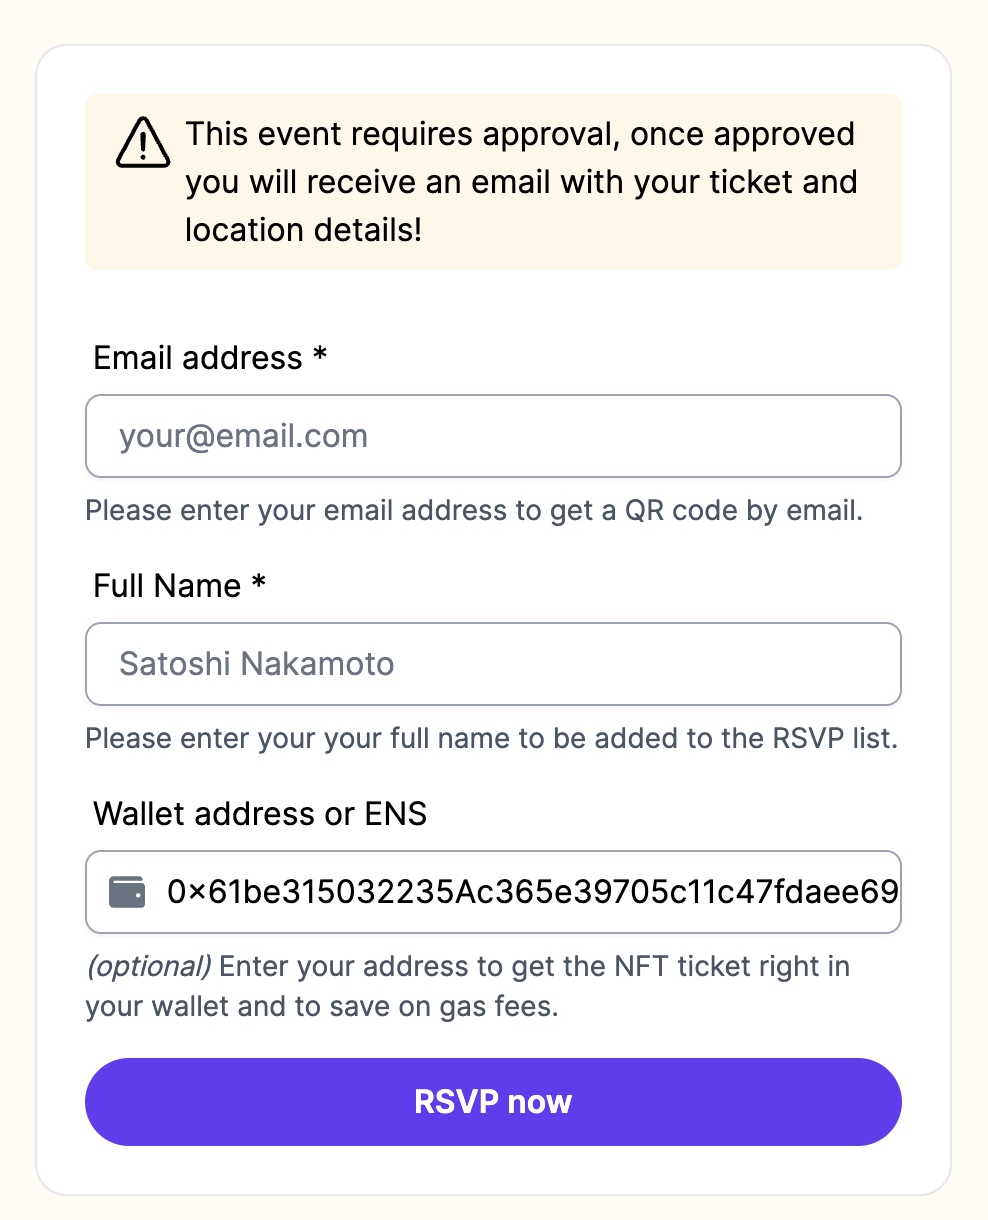 This event requires approval, once approved
you will receive an email with your ticket and
location details!
Email address *
your@email.com
Please enter your email address to get a QR code by email.
Full Name *
Satoshi Nakamoto
Please enter your your full name to be added to the RSVP list.
Wallet address or ENS
0x61be315032235Ac365e39705c11c47fdaee69
(optional) Enter your address to get the NFT ticket right in
your wallet and to save on gas fees.
RSVP now